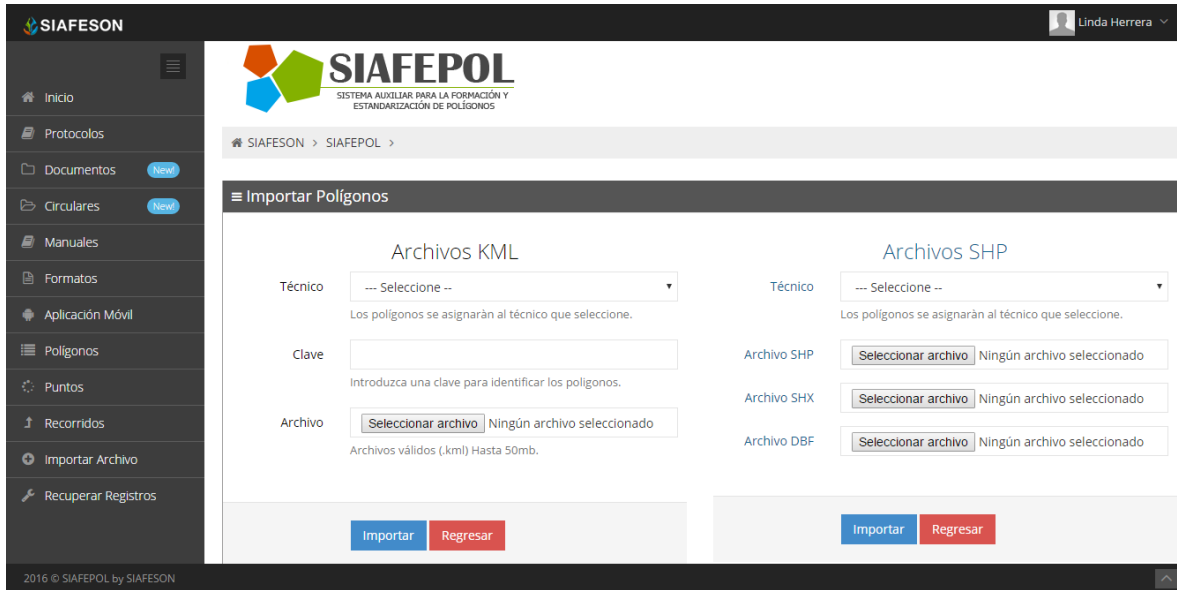 SIAFESON
Linda Herrera
Inicio
Protocolos
Documentos New!
Circulares New!
Manuales
Formatos
Aplicación Móvil
Polígonos
Puntos
Recorridos
Importar Archivo
Recuperar Registros
SIAFEPOL
SISTEMA AUXILIAR PARA LA FORMACIÓN Y
ESTANDARIZACIÓN DE POLÍGONOS
SIAFESON > SIAFEPOL >
Importar Polígonos
Archivos KML
Técnico --- Seleccione --
Los polígonos se asignaràn al técnico que seleccione.
Clave
Introduzca una clave para identificar los poligonos.
Archivo Seleccionar archivo Ningún archivo seleccionado
Archivos válidos (.kml) Hasta 50mb.
Importar Regresar
Archivos SHP
Técnico --- Seleccione --
Los polígonos se asignaràn al técnico que seleccione.
Archivo SHP Seleccionar archivo Ningún archivo seleccionado
Archivo SHX Seleccionar archivo Ningún archivo seleccionado
Archivo DBF Seleccionar archivo Ningún archivo seleccionado
Importar Regresar
2016 © SIAFEPOL by SIAFESON